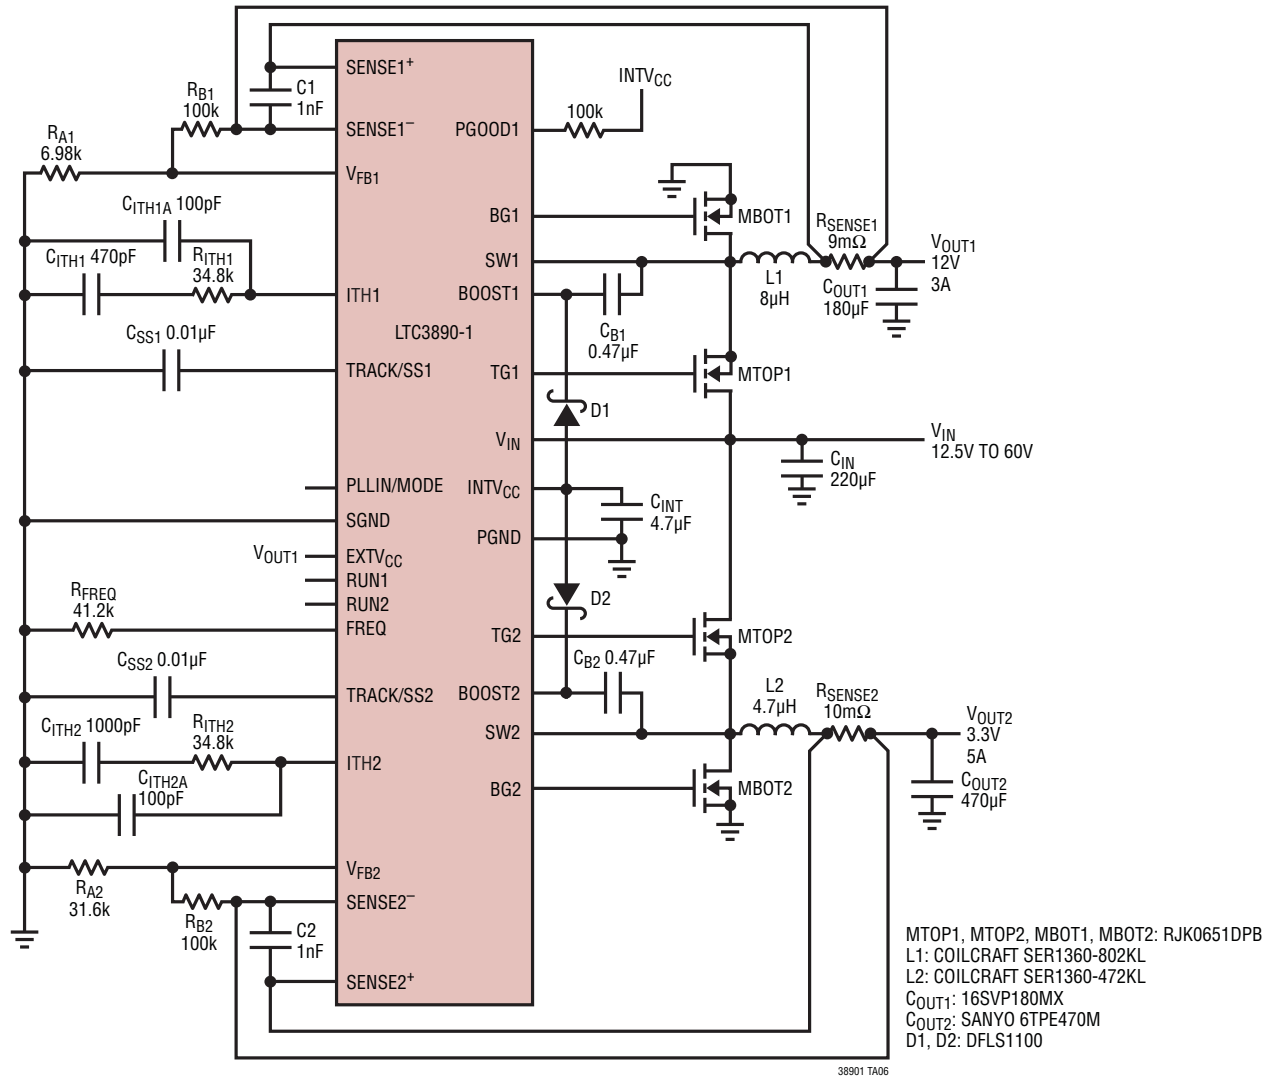 SENSE1+
C1
1nF
RB1
100k
SENSE1–
RA1
6.98k
VFB1
CITH1A 100pF
CITH1 470pF
RITH1
34.8k
ITH1
CSS1 0.01µF
TRACK/SS1
LTC3890-1
PLLIN/MODE
SGND
VOUT1
EXTVCC
RUN1
RUN2
RFREQ
41.2k
FREQ
CSS2 0.01µF
TRACK/SS2
CITH2 1000pF
RITH2
34.8k
ITH2
CITH2A
100pF
VFB2
RA2
31.6k
SENSE2–
RB2
100k
C2
1nF
SENSE2+
INTVCC
100k
PGOOD1
BG1
MBOT1
SW1
L1
8µH
RSENSE1
9mΩ
VOUT1
12V
3A
COUT1
180µF
BOOST1
CB1
0.47µF
TG1
MTOP1
D1
VIN
VIN
12.5V TO 60V
CIN
220µF
INTVCC
CINT
4.7µF
PGND
D2
TG2
MTOP2
CB2 0.47µF
BOOST2
L2
4.7µH
RSENSE2
10mΩ
SW2
VOUT2
3.3V
5A
COUT2
470µF
BG2
MBOT2
MTOP1, MTOP2, MBOT1, MBOT2: RJK0651DPB
L1: COILCRAFT SER1360-802KL
L2: COILCRAFT SER1360-472KL
COUT1: 16SVP180MX
COUT2: SANYO 6TPE470M
D1, D2: DFLS1100
38901 TA06